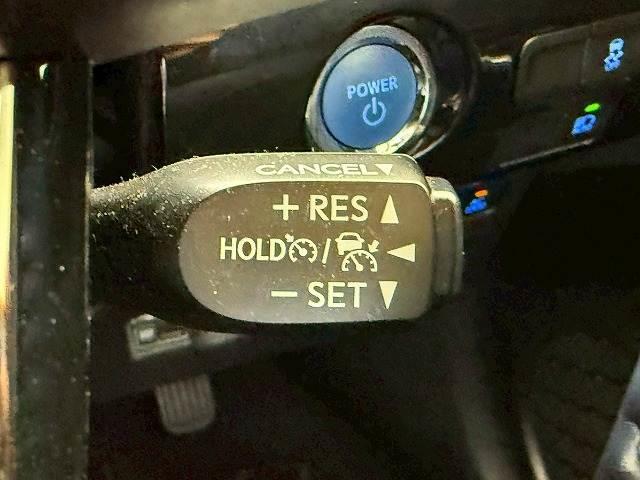 POWER
CANCEL▼
+ RES ▲
HOLD / ◀
− SET ▼